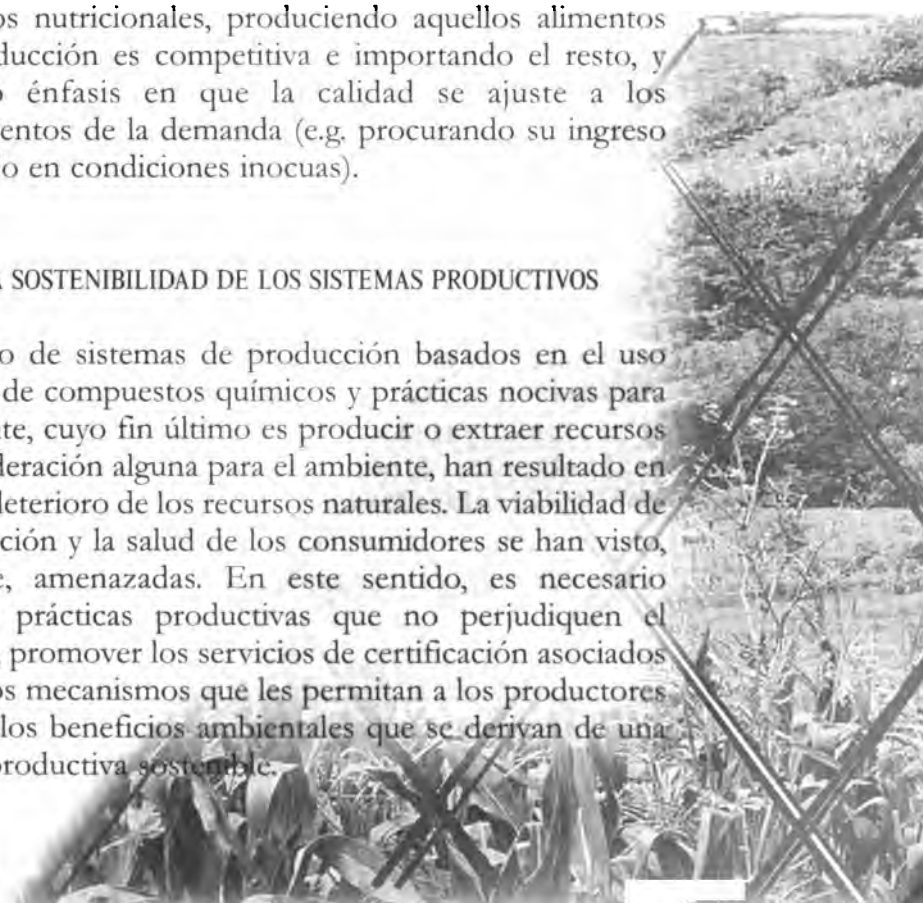 os nutricionales, produciendo aquellos alimentos
ducción es competitiva e importando el resto, y
o énfasis en que la calidad se ajuste a los
entos de la demanda (e.g. procurando su ingreso
o en condiciones inocuas).
A SOSTENIBILIDAD DE LOS SISTEMAS PRODUCTIVOS
o de sistemas de producción basados en el uso
de compuestos químicos y prácticas nocivas para
te, cuyo fin último es producir o extraer recursos
deración alguna para el ambiente, han resultado en
deterioro de los recursos naturales. La viabilidad de
ción y la salud de los consumidores se han visto,
e, amenazadas. En este sentido, es necesario
prácticas productivas que no perjudiquen el
promover los servicios de certificación asociados
os mecanismos que les permitan a los productores
los beneficios ambientales que se derivan de una
productiva sostenible.